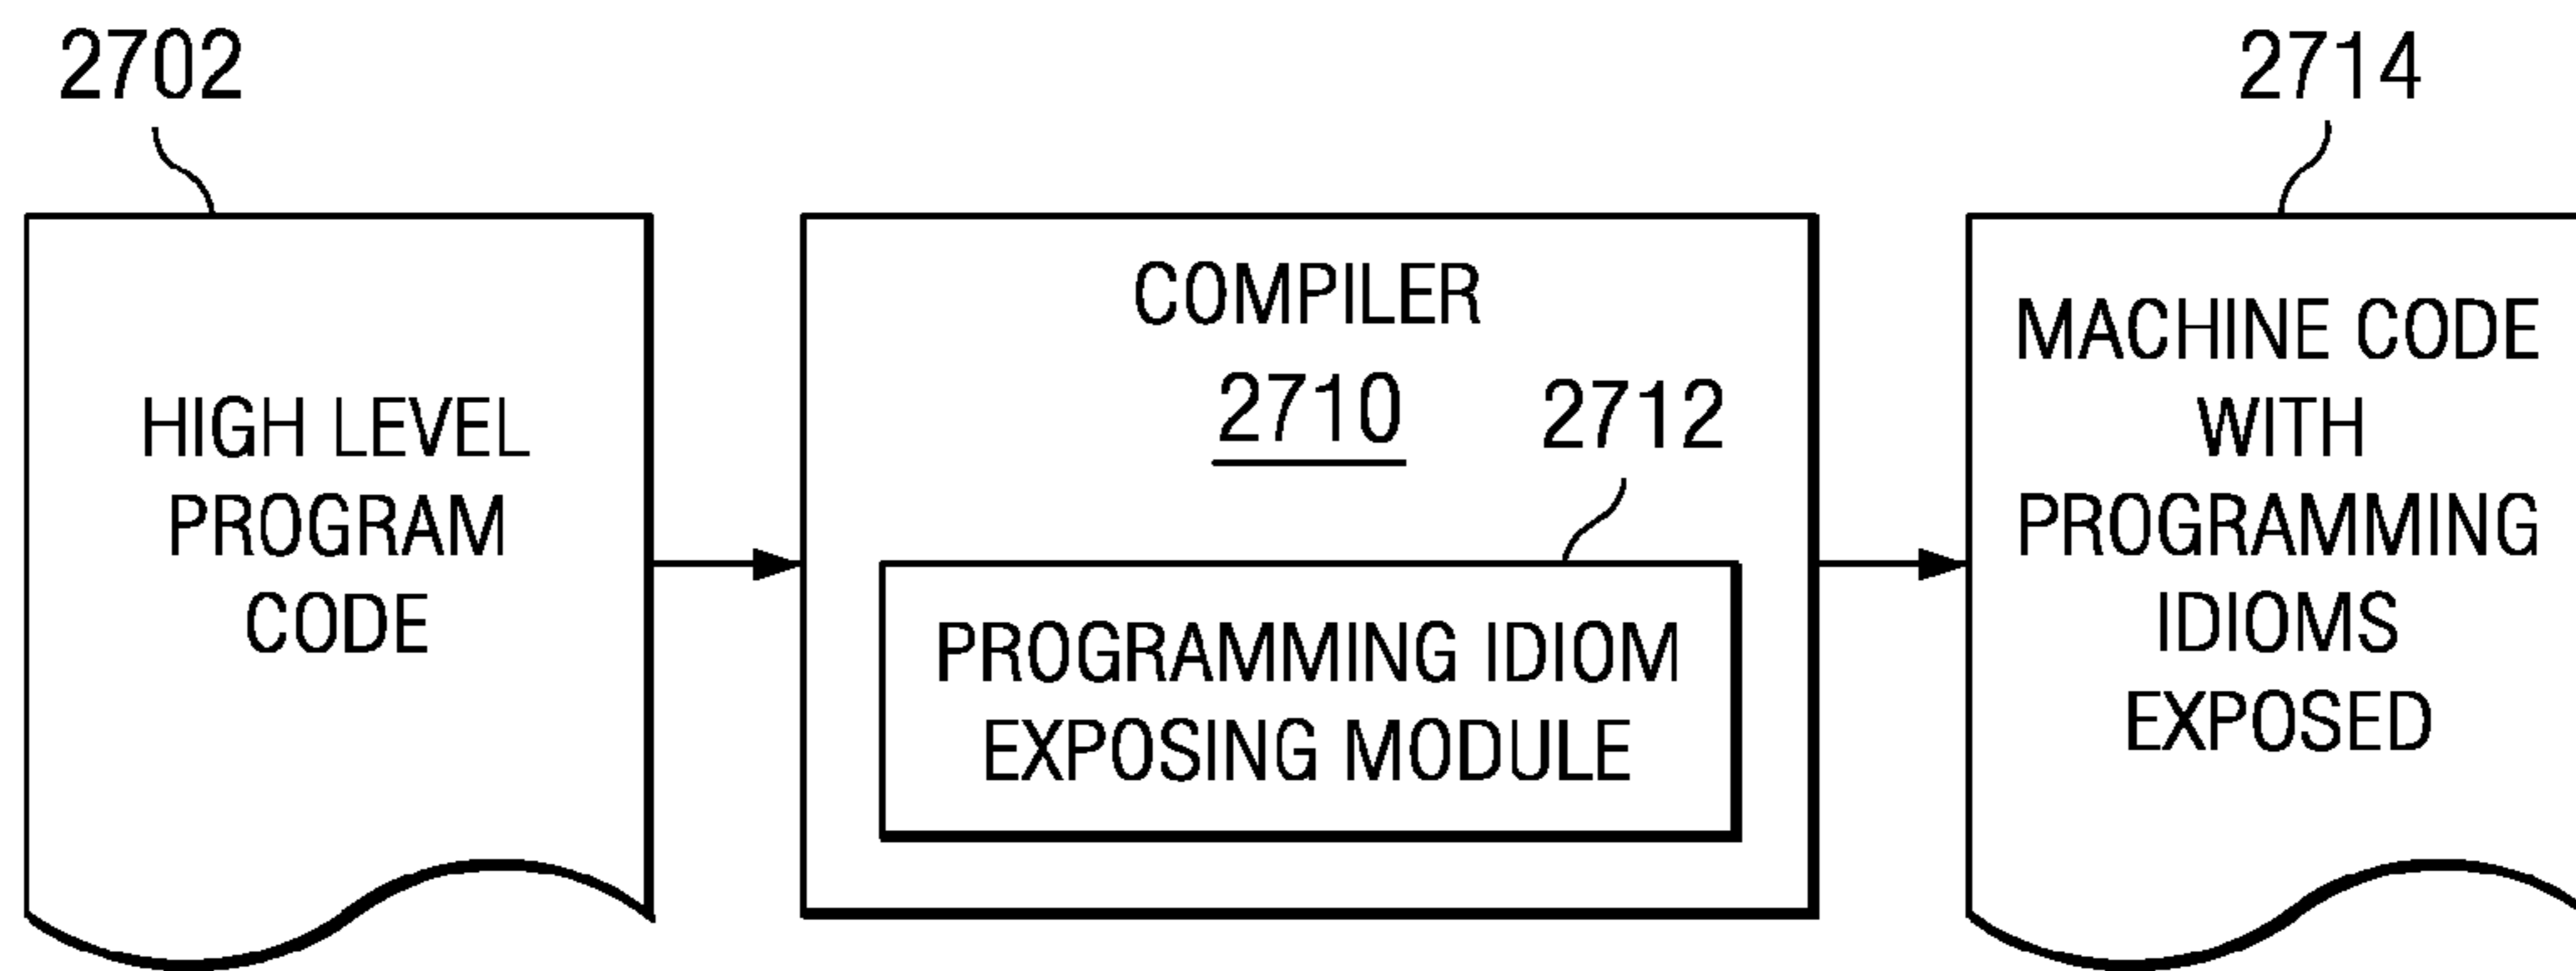 2702
HIGH LEVEL
PROGRAM
CODE
COMPILER
2710
2712
PROGRAMMING IDIOM
EXPOSING MODULE
2714
MACHINE CODE
WITH
PROGRAMMING
IDIOMS
EXPOSED